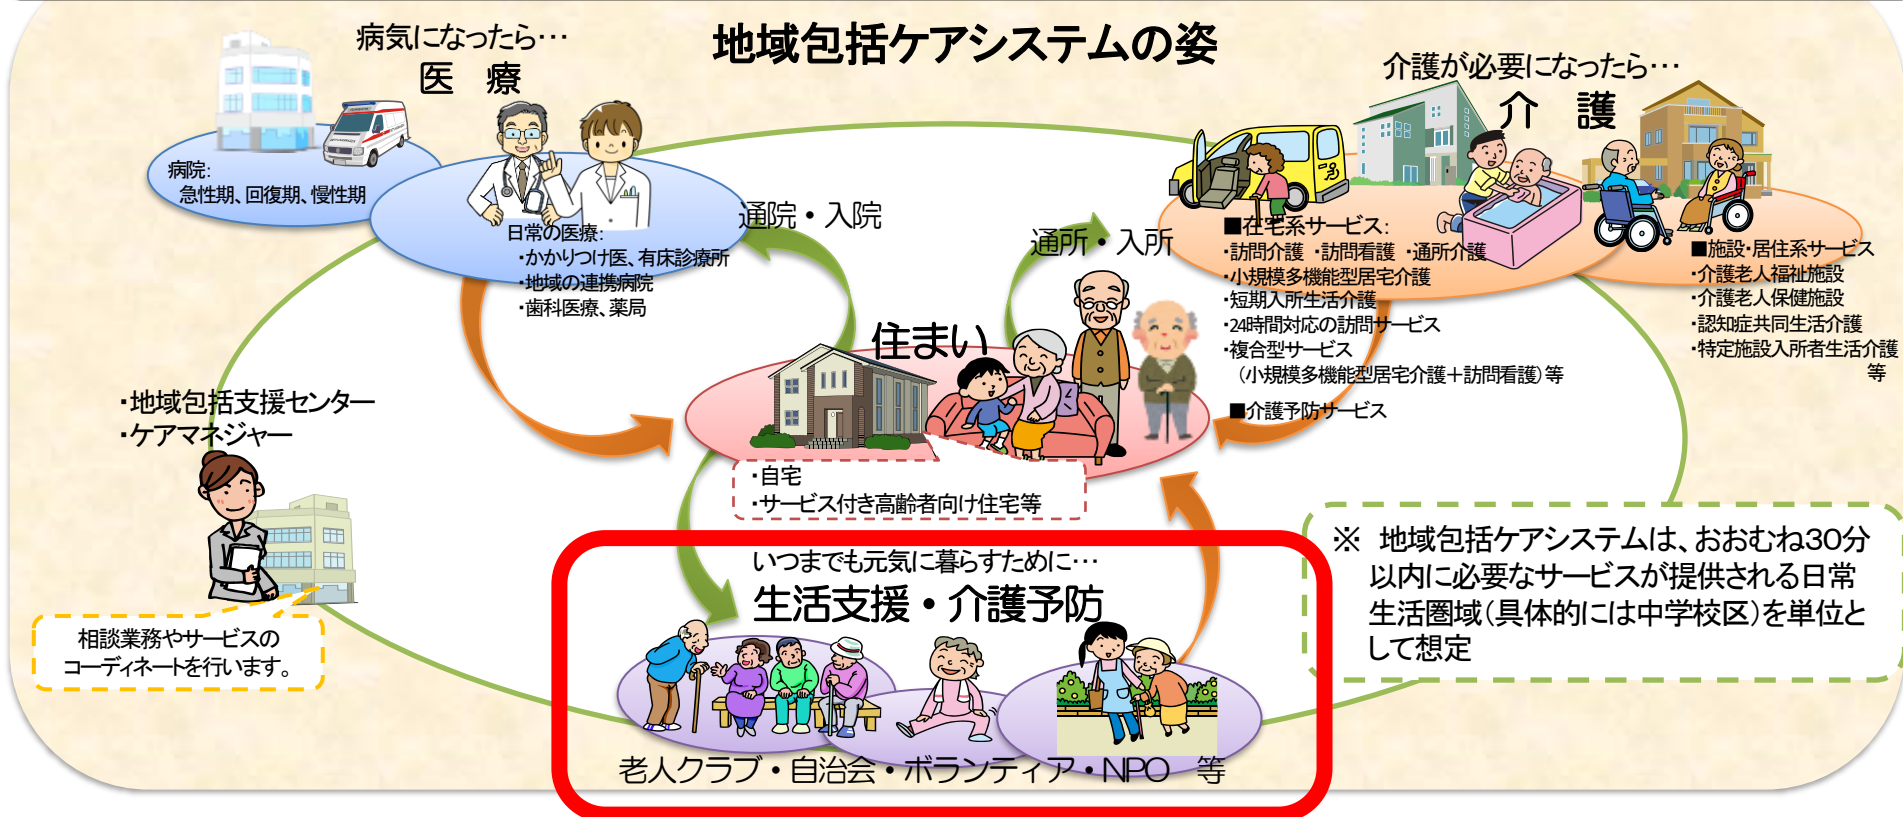 地域包括ケアシステムの姿
病気になったら…
医 療
病院:
急性期、回復期、慢性期
日常の医療:
・かかりつけ医、有床診療所
・地域の連携病院
・歯科医療、薬局
通院・入院
通所・入所
介護が必要になったら…
介 護
■在宅系サービス:
・訪問介護 ・訪問看護 ・通所介護
・小規模多機能型居宅介護
・短期入所生活介護
・24時間対応の訪問サービス
・複合型サービス
（小規模多機能型居宅介護＋訪問看護）等
■介護予防サービス
■施設・居住系サービス
・介護老人福祉施設
・介護老人保健施設
・認知症共同生活介護
・特定施設入所者生活介護
等
住まい
・自宅
・サービス付き高齢者向け住宅等
・地域包括支援センター
・ケアマネジャー
相談業務やサービスの
コーディネートを行います。
いつまでも元気に暮らすために…
生活支援・介護予防
老人クラブ・自治会・ボランティア・NPO 等
※ 地域包括ケアシステムは、おおむね30分
以内に必要なサービスが提供される日常
生活圏域（具体的には中学校区）を単位と
して想定